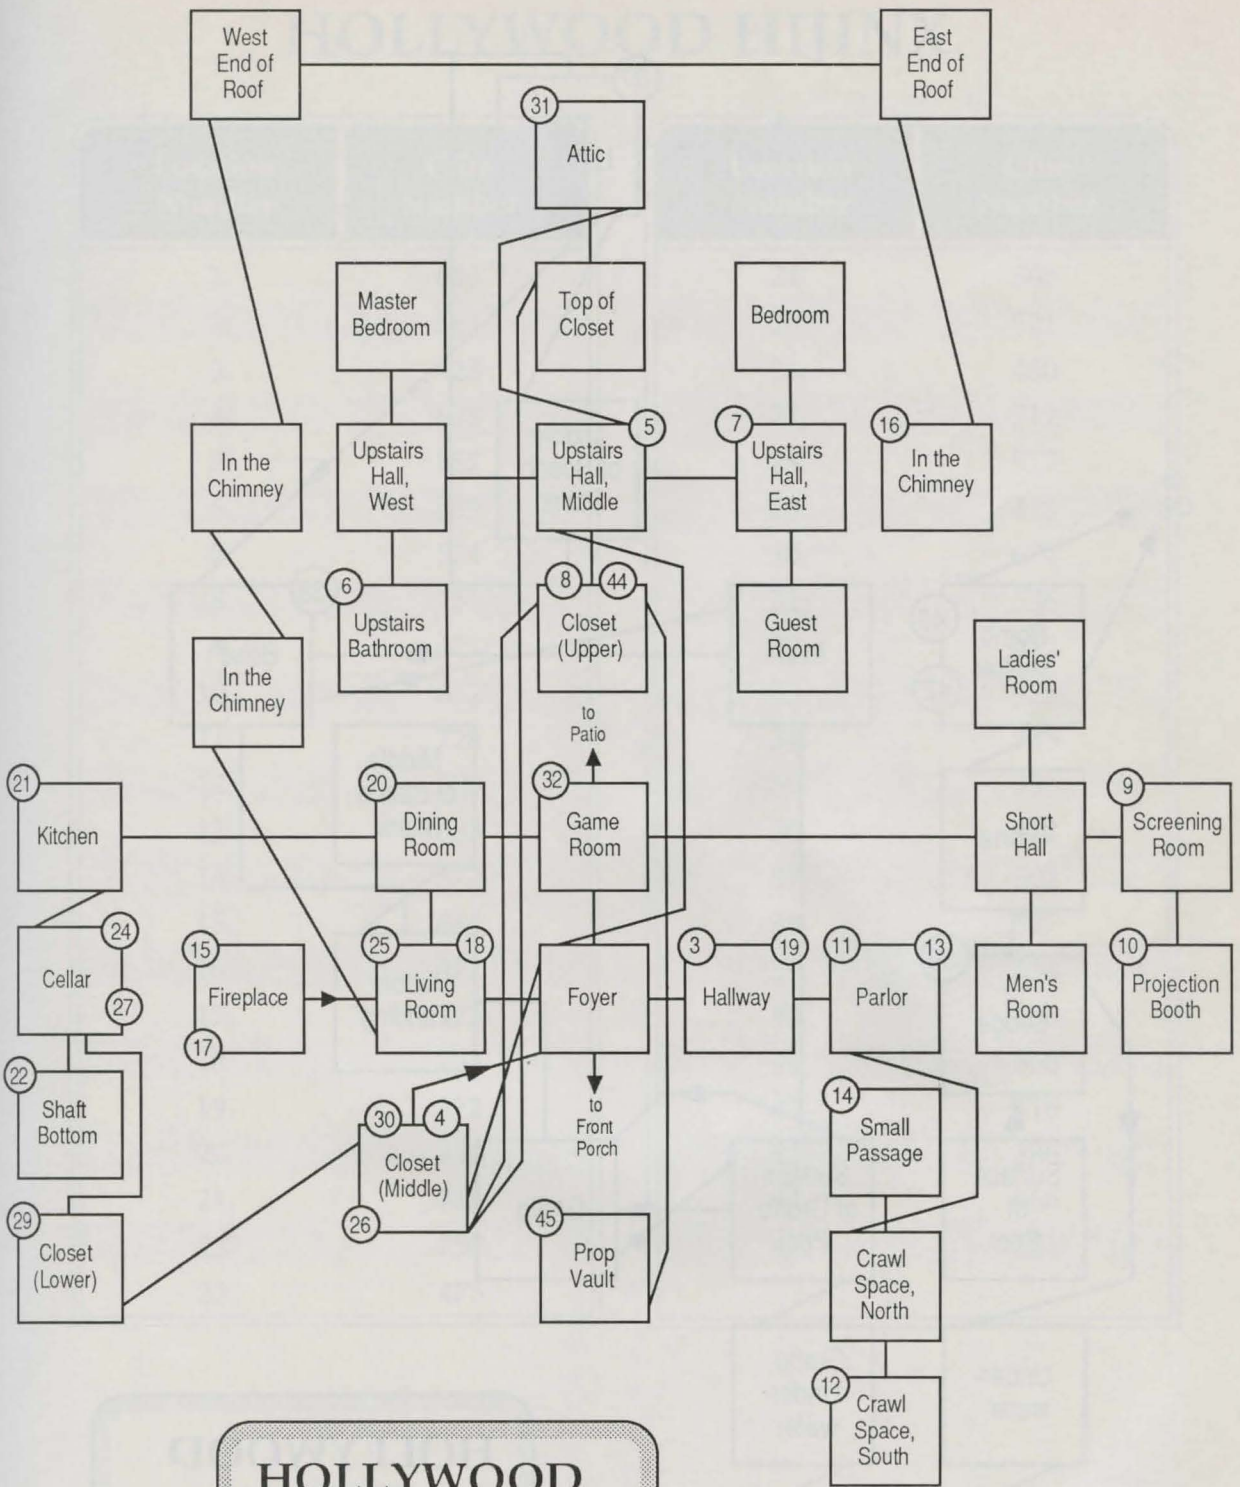 West
End of
Roof
East
End of
Roof
31
Attic
Master
Bedroom
Top of
Closet
Bedroom
In the
Chimney
Upstairs
Hall,
West
5
Upstairs
Hall,
Middle
7
Upstairs
Hall,
East
16
In the
Chimney
6
Upstairs
Bathroom
8
44
Closet
(Upper)
Guest
Room
Ladies'
Room
In the
Chimney
to
Patio
21
Kitchen
20
Dining
Room
32
Game
Room
Short
Hall
9
Screening
Room
24
Cellar
27
15
Fireplace
17
25
18
Living
Room
Foyer
3
19
Hallway
11
13
Parlor
Men's
Room
10
Projection
Booth
22
Shaft
Bottom
30
4
Closet
(Middle)
26
to
Front
Porch
14
Small
Passage
29
Closet
(Lower)
45
Prop
Vault
Crawl
Space,
North
12
Crawl
Space,
South
HOLLYWOOD